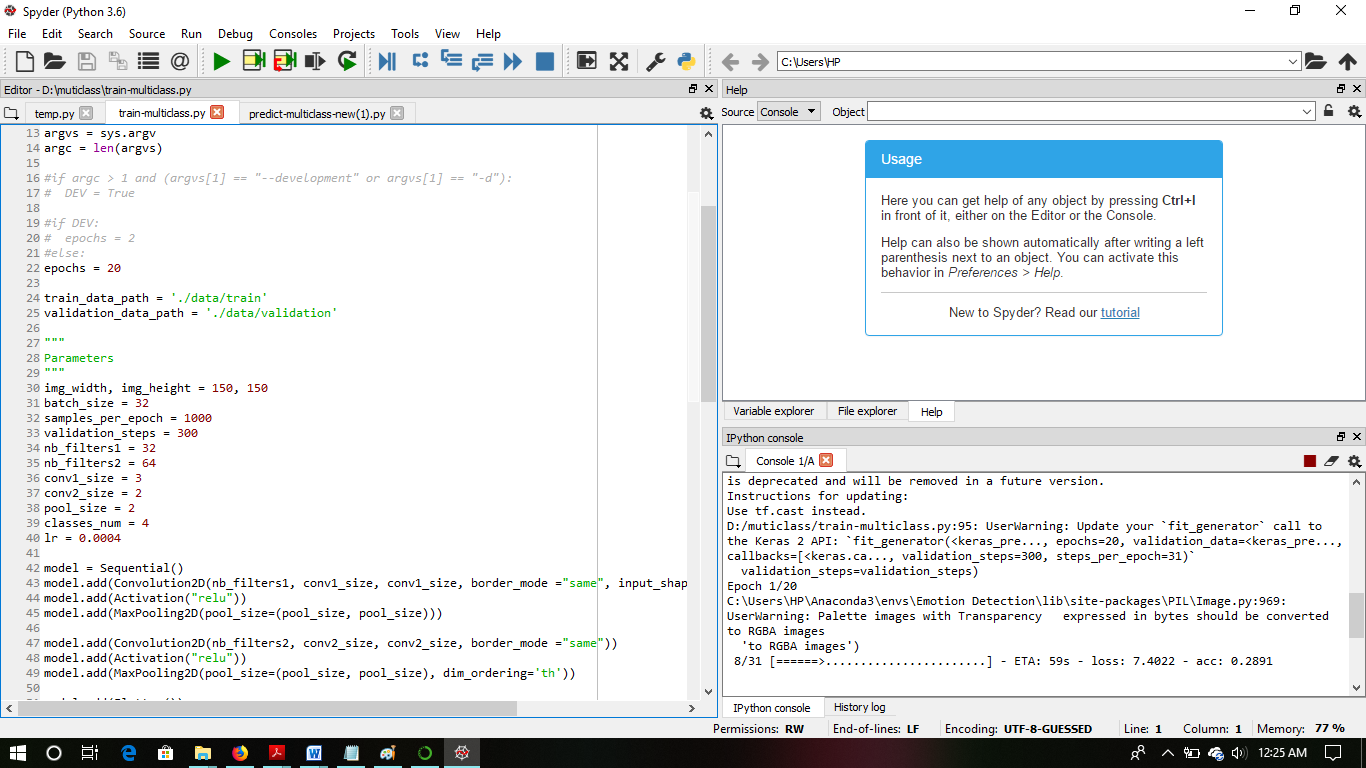 Spyder (Python 3.6)
File Edit Search Source Run Debug Consoles Projects Tools View Help
C:\Users\HP
Editor - D:\muticlass\train-multiclass.py
temp.py train-multiclass.py predict-multiclass-new(1).py
13 argvs = sys.argv
14 argc = len(argvs)
15
16 #if argc > 1 and (argvs[1] == "--development" or argvs[1] == "-d"):
17 #  DEV = True
18
19 #if DEV:
20 #  epochs = 2
21 #else:
22 epochs = 20
23
24 train_data_path = './data/train'
25 validation_data_path = './data/validation'
26
27 """
28 Parameters
29 """
30 img_width, img_height = 150, 150
31 batch_size = 32
32 samples_per_epoch = 1000
33 validation_steps = 300
34 nb_filters1 = 32
35 nb_filters2 = 64
36 conv1_size = 3
37 conv2_size = 2
38 pool_size = 2
39 classes_num = 4
40 lr = 0.0004
41
42 model = Sequential()
43 model.add(Convolution2D(nb_filters1, conv1_size, conv1_size, border_mode ="same", input_shap
44 model.add(Activation("relu"))
45 model.add(MaxPooling2D(pool_size=(pool_size, pool_size)))
46
47 model.add(Convolution2D(nb_filters2, conv2_size, conv2_size, border_mode ="same"))
48 model.add(Activation("relu"))
49 model.add(MaxPooling2D(pool_size=(pool_size, pool_size), dim_ordering='th'))
50
Help
Source Console Object
Usage
Here you can get help of any object by pressing Ctrl+I
in front of it, either on the Editor or the Console.
Help can also be shown automatically after writing a left
parenthesis next to an object. You can activate this
behavior in Preferences > Help.
New to Spyder? Read our tutorial
Variable explorer File explorer Help
IPython console
Console 1/A
is deprecated and will be removed in a future version.
Instructions for updating:
Use tf.cast instead.
D:/muticlass/train-multiclass.py:95: UserWarning: Update your `fit_generator` call to
the Keras 2 API: `fit_generator(<keras_pre..., epochs=20, validation_data=<keras_pre...,
callbacks=[<keras.ca..., validation_steps=300, steps_per_epoch=31)`
  validation_steps=validation_steps)
Epoch 1/20
C:\Users\HP\Anaconda3\envs\Emotion Detection\lib\site-packages\PIL\Image.py:969:
UserWarning: Palette images with Transparency   expressed in bytes should be converted
to RGBA images
  'to RGBA images')
 8/31 [======>.......................] - ETA: 59s - loss: 7.4022 - acc: 0.2891
IPython console History log
Permissions: RW End-of-lines: LF Encoding: UTF-8-GUESSED Line: 1 Column: 1 Memory: 77 %
12:25 AM